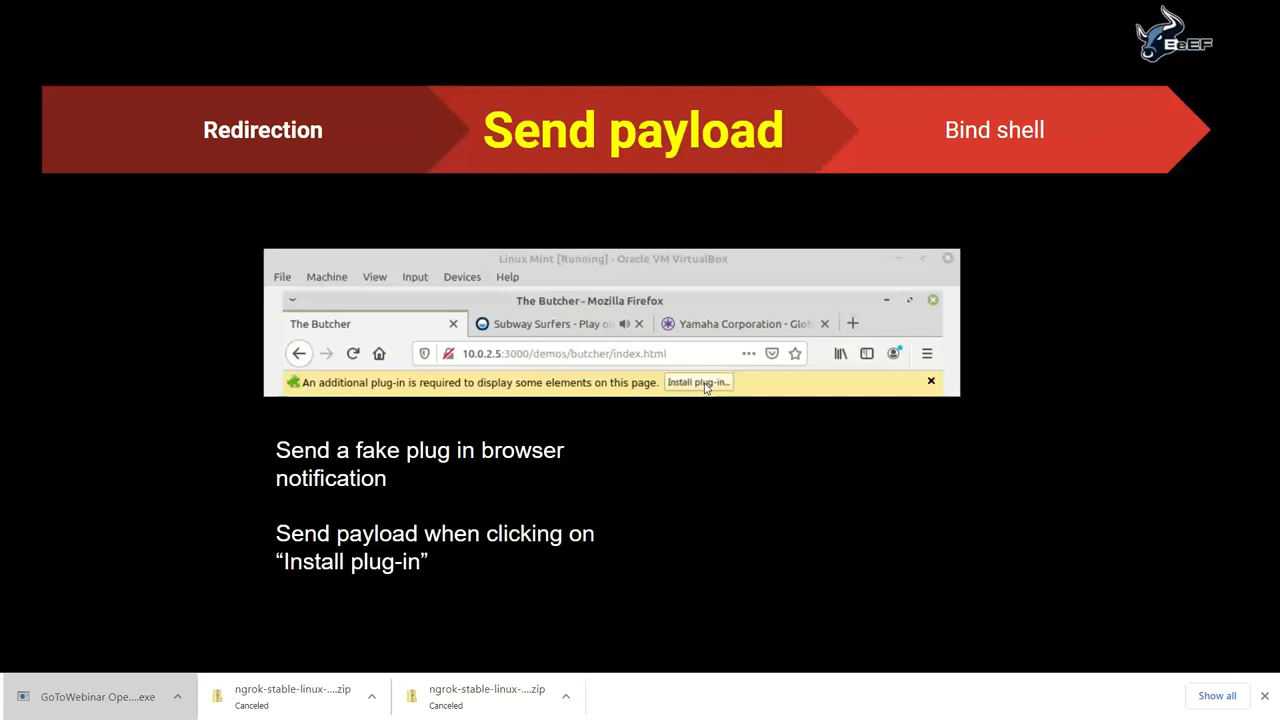 BeEF
Redirection
Send payload
Bind shell
Linux Mint [Running] - Oracle VM VirtualBox
File Machine View Input Devices Help
The Butcher - Mozilla Firefox
The Butcher
Subway Surfers - Play o
Yamaha Corporation - Glob
10.0.2.5:3000/demos/butcher/index.html
An additional plug-in is required to display some elements on this page. Install plug-in...
Send a fake plug in browser
notification
Send payload when clicking on
“Install plug-in”
GoToWebinar Ope....exe
ngrok-stable-linux-....zip
Canceled
ngrok-stable-linux-....zip
Canceled
Show all